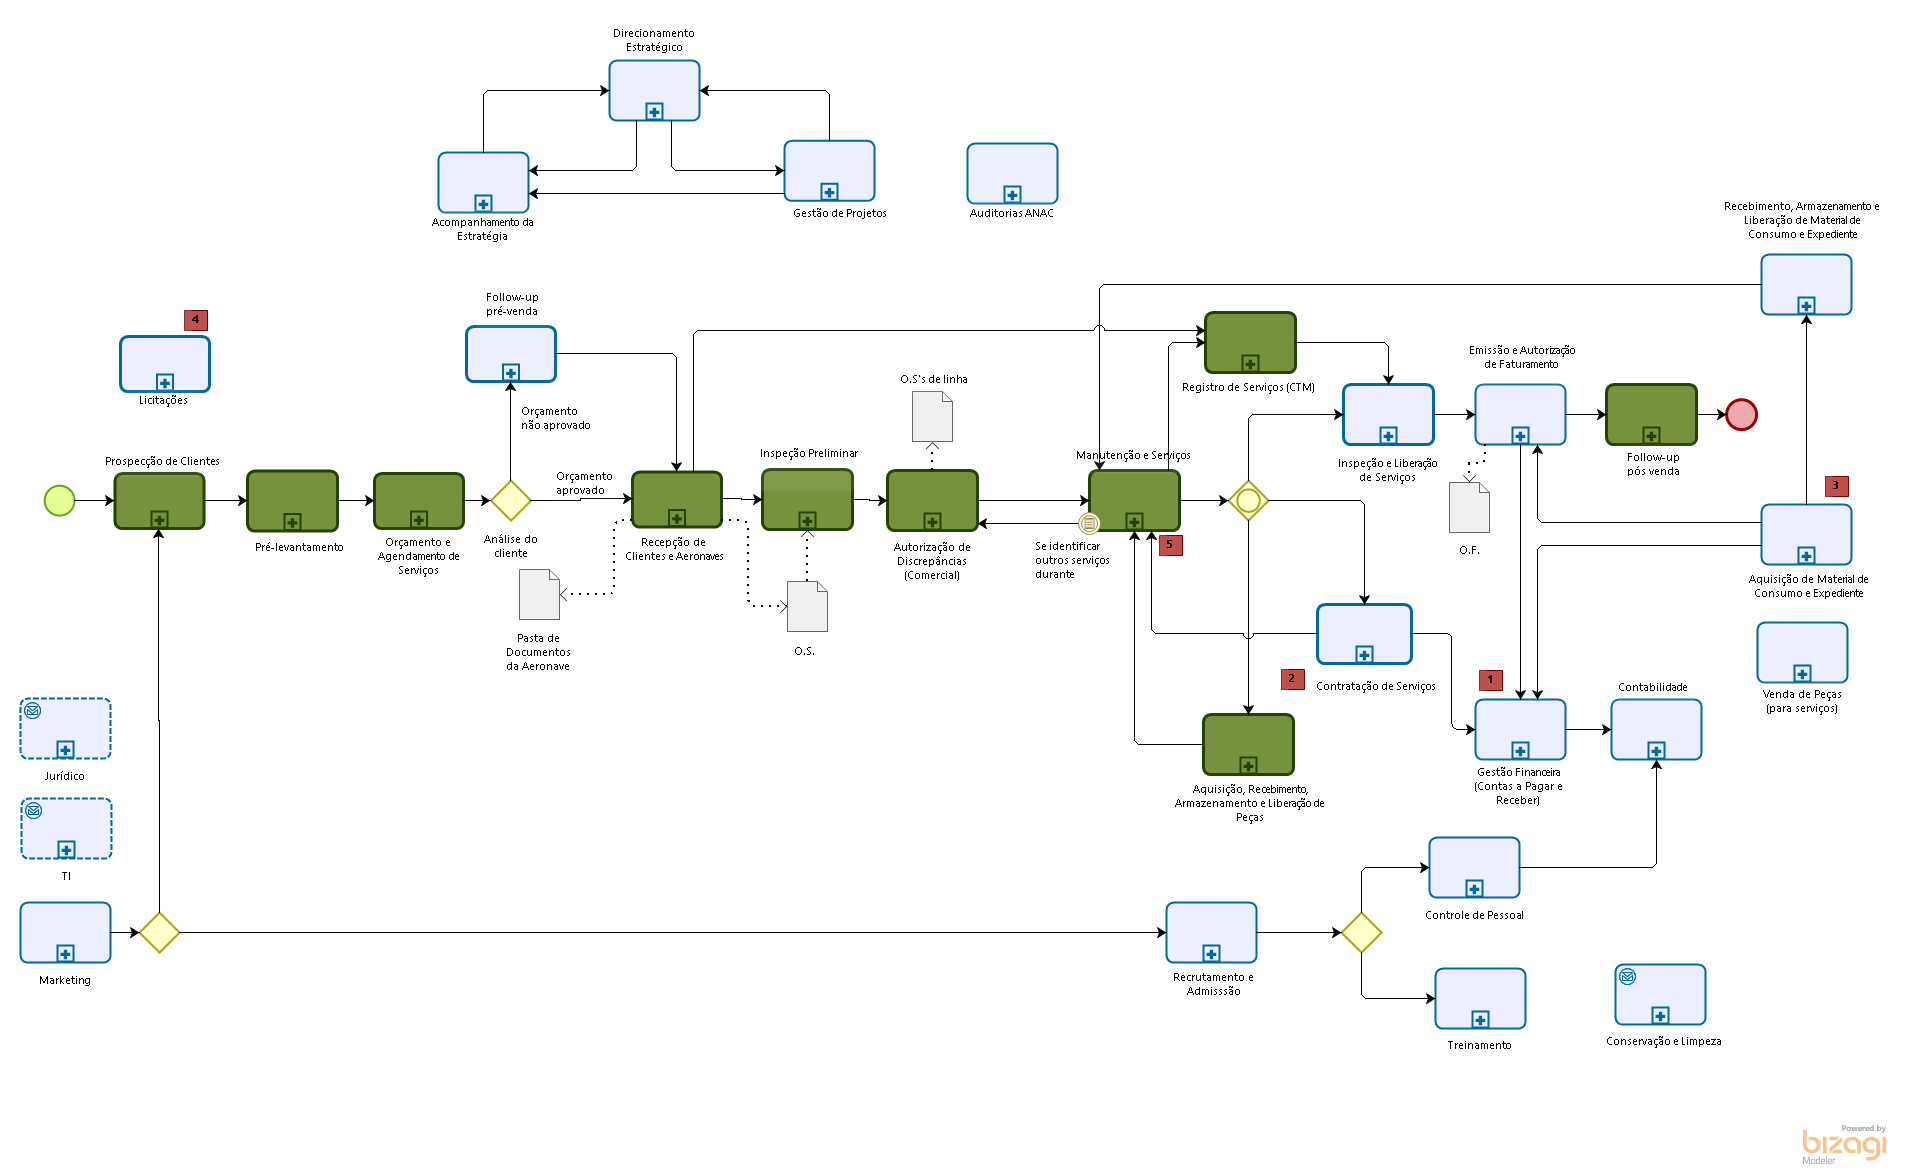 Direcionamento
Estratégico
Acompanhamento da
Estratégia
Gestão de Projetos
Auditorias ANAC
Recebimento, Armazenamento e
Liberação de Material de
Consumo e Expediente
4
Licitações
Follow-up
pré-venda
Orçamento
não aprovado
O.S's de linha
Registro de Serviços (CTM)
Emissão e Autorização
de Faturamento
Prospecção de Clientes
Pré-levantamento
Orçamento e
Agendamento de
Serviços
Análise do
cliente
Orçamento
aprovado
Recepção de
Clientes e Aeronaves
Inspeção Preliminar
Autorização de
Discrepâncias
(Comercial)
Manutenção e Serviços
Se identificar
outros serviços
durante
5
Inspeção e Liberação
de Serviços
O.F.
Follow-up
pós venda
3
Aquisição de Material de
Consumo e Expediente
Pasta de
Documentos
da Aeronave
O.S.
2
Contratação de Serviços
1
Contabilidade
Venda de Peças
(para serviços)
Gestão Financeira
(Contas a Pagar e
Receber)
Aquisição, Recebimento,
Armazenamento e Liberação de
Peças
Jurídico
TI
Marketing
Recrutamento e
Admisssão
Controle de Pessoal
Treinamento
Conservação e Limpeza
Powered by
bizagi
Modeler